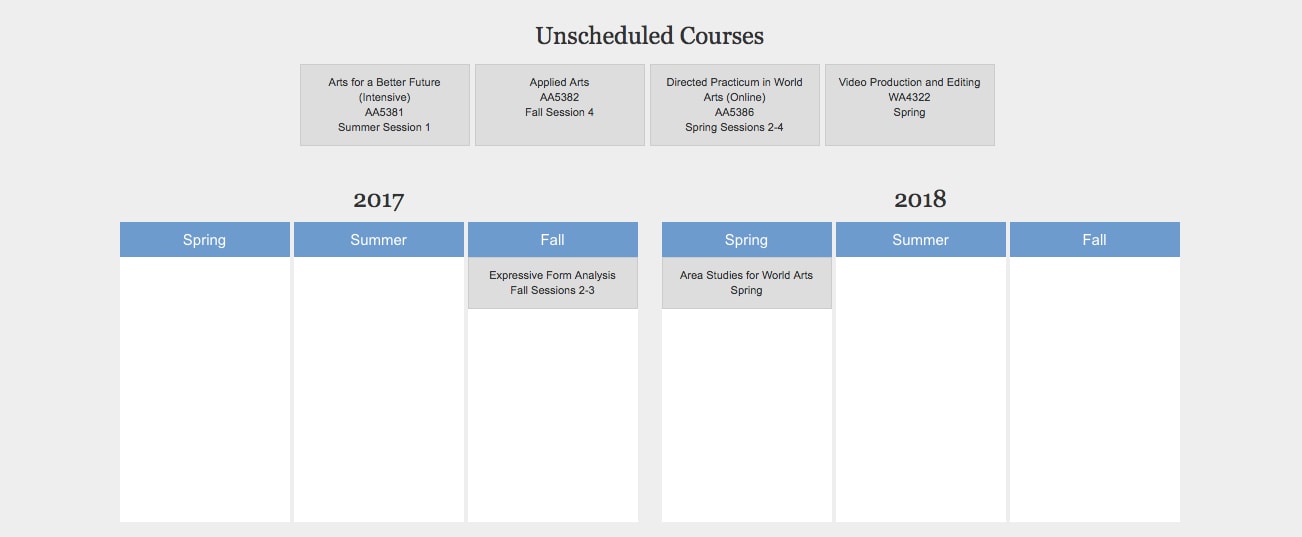 Unscheduled Courses
Arts for a Better Future
(Intensive)
AA5381
Summer Session 1
Applied Arts
AA5382
Fall Session 4
Directed Practicum in World
Arts (Online)
AA5386
Spring Sessions 2-4
Video Production and Editing
WA4322
Spring
2017
Spring
Summer
Fall
Expressive Form Analysis
Fall Sessions 2-3
2018
Spring
Summer
Fall
Area Studies for World Arts
Spring